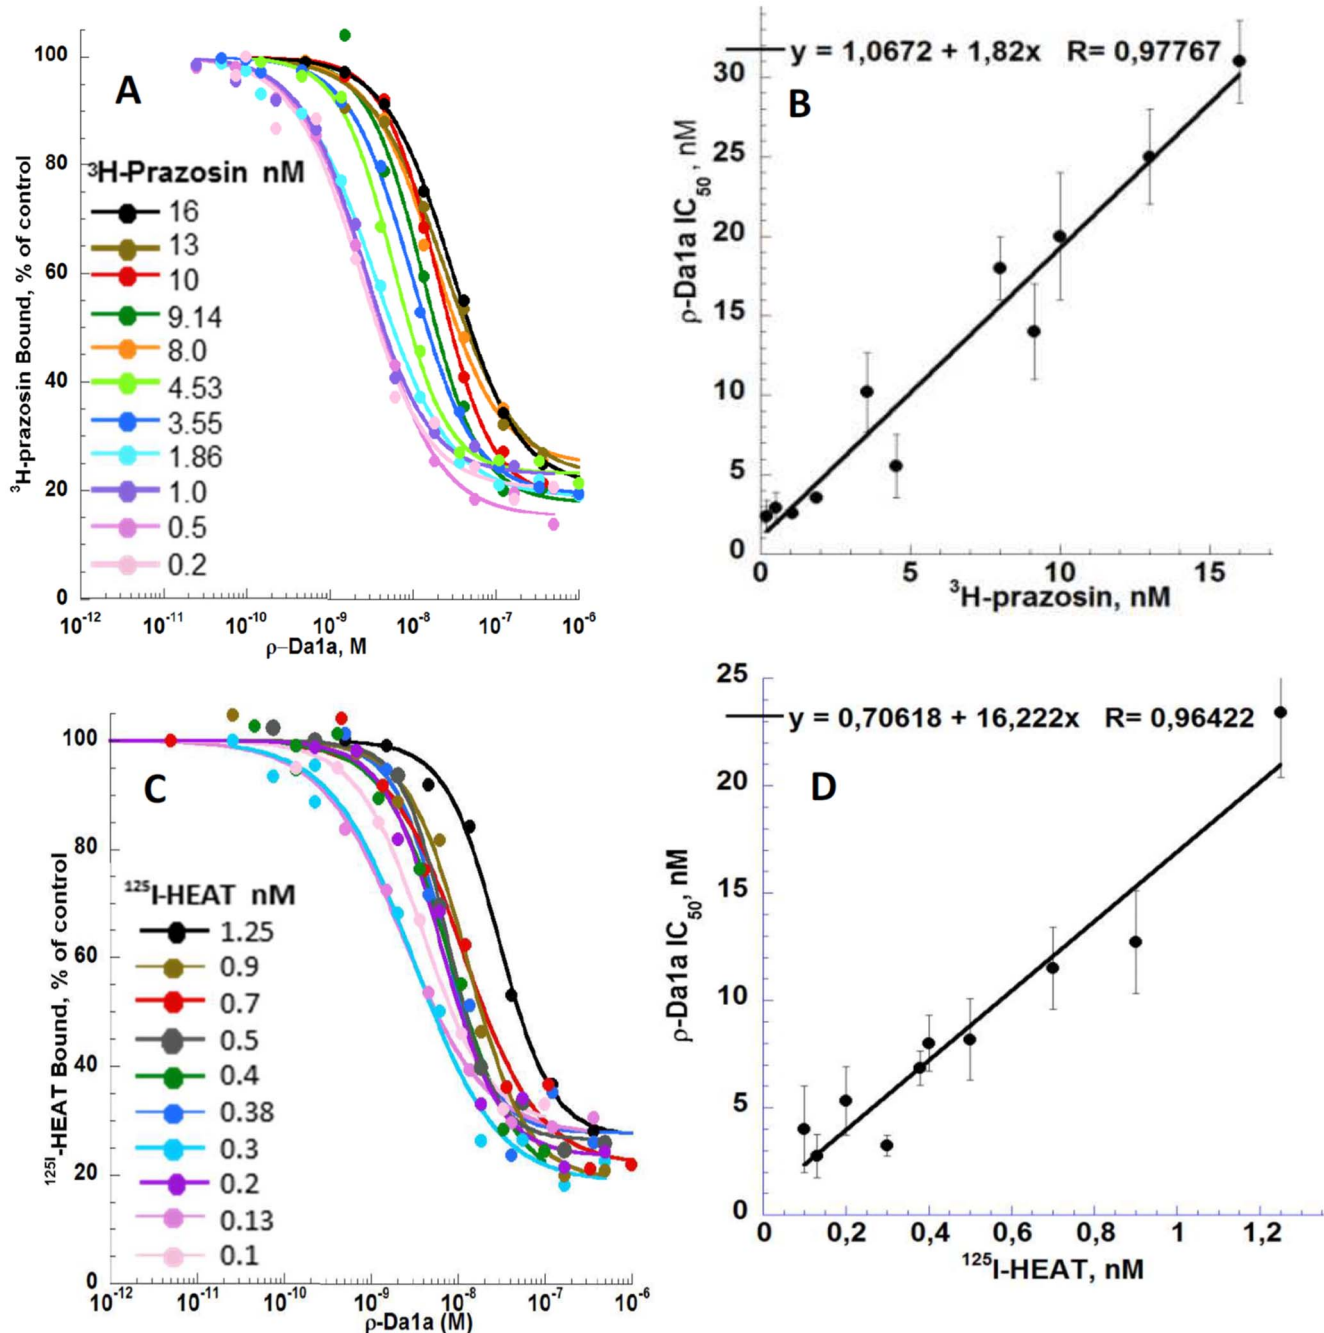 A
³H-prazosin Bound, % of control
100
80
60
40
20
0
³H-Prazosin nM
16
13
10
9.14
8.0
4.53
3.55
1.86
1.0
0.5
0.2
10⁻¹² 10⁻¹¹ 10⁻¹⁰ 10⁻⁹ 10⁻⁸ 10⁻⁷ 10⁻⁶
ρ–Da1a, M
y = 1,0672 + 1,82x R= 0,97767
B
ρ-Da1a IC₅₀, nM
30
25
20
15
10
5
0
0 5 10 15
³H-prazosin, nM
C
¹²⁵I-HEAT Bound, % of control
100
80
60
40
20
0
¹²⁵I-HEAT nM
1.25
0.9
0.7
0.5
0.4
0.38
0.3
0.2
0.13
0.1
10⁻¹² 10⁻¹¹ 10⁻¹⁰ 10⁻⁹ 10⁻⁸ 10⁻⁷ 10⁻⁶
ρ-Da1a (M)
y = 0,70618 + 16,222x R= 0,96422
D
ρ-Da1a IC₅₀, nM
25
20
15
10
5
0
0 0,2 0,4 0,6 0,8 1 1,2
¹²⁵I-HEAT, nM